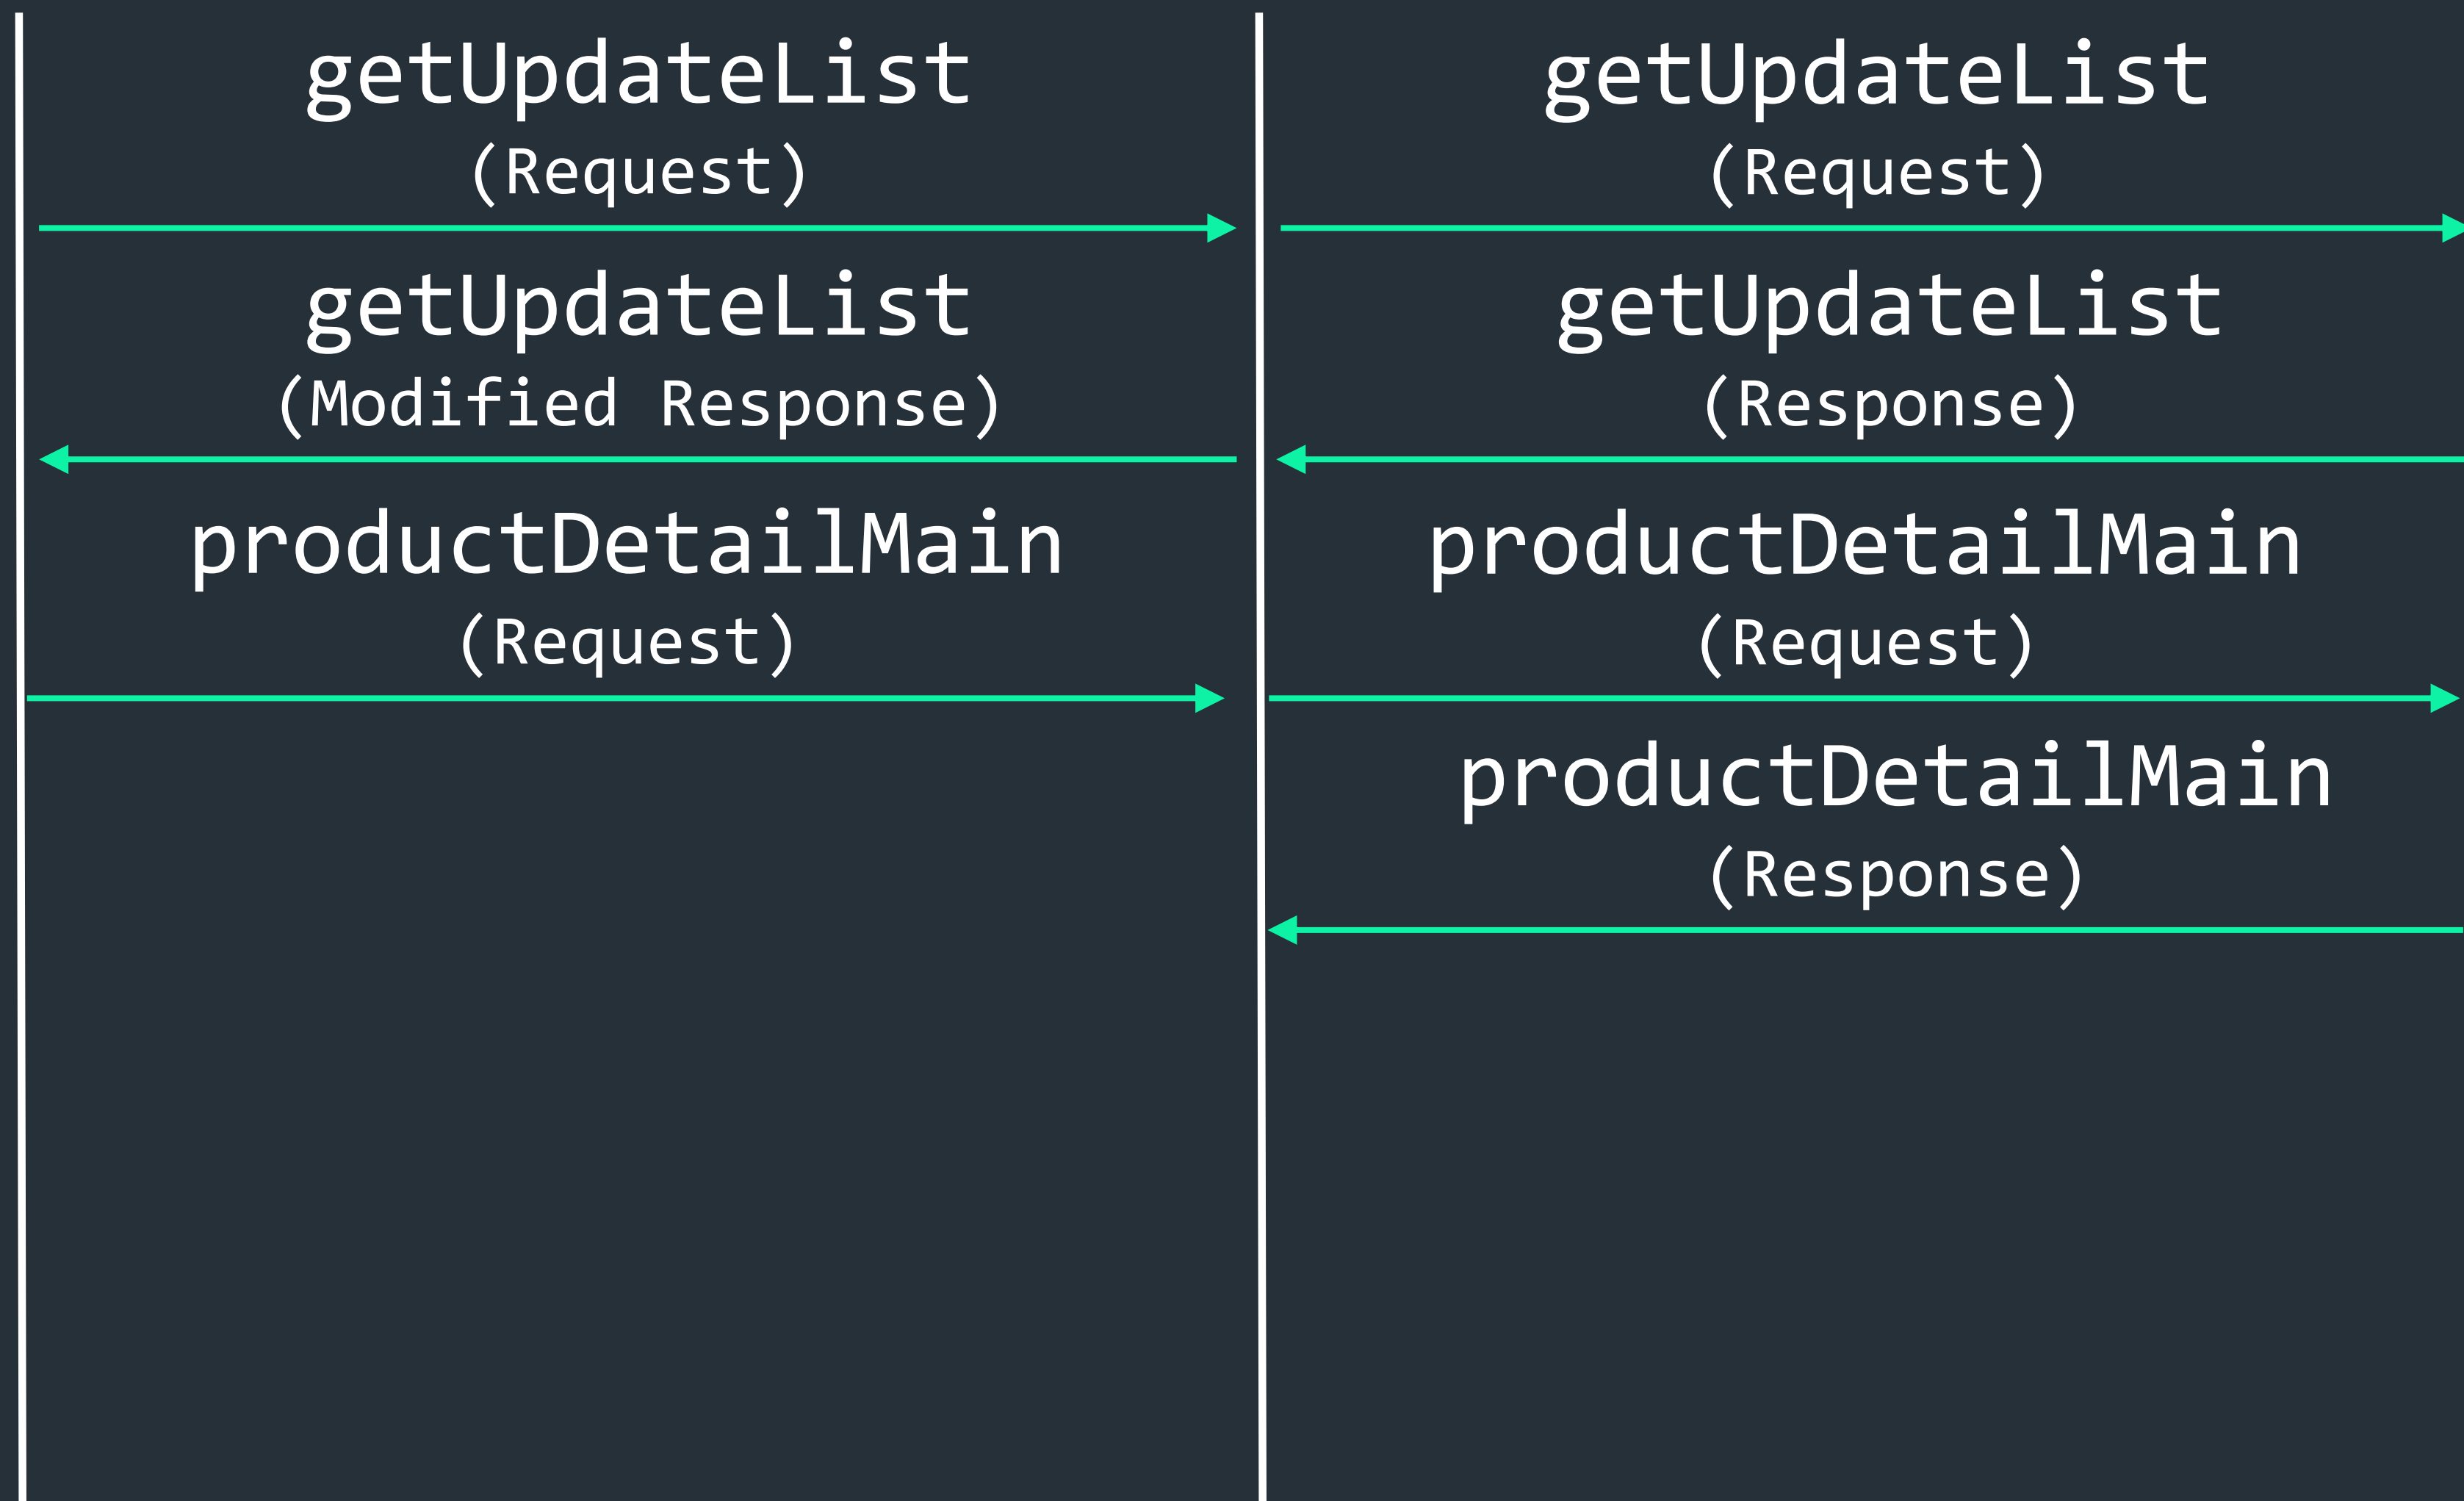 getUpdateList
(Request)
getUpdateList
(Request)
getUpdateList
(Modified Response)
getUpdateList
(Response)
productDetailMain
(Request)
productDetailMain
(Request)
productDetailMain
(Response)